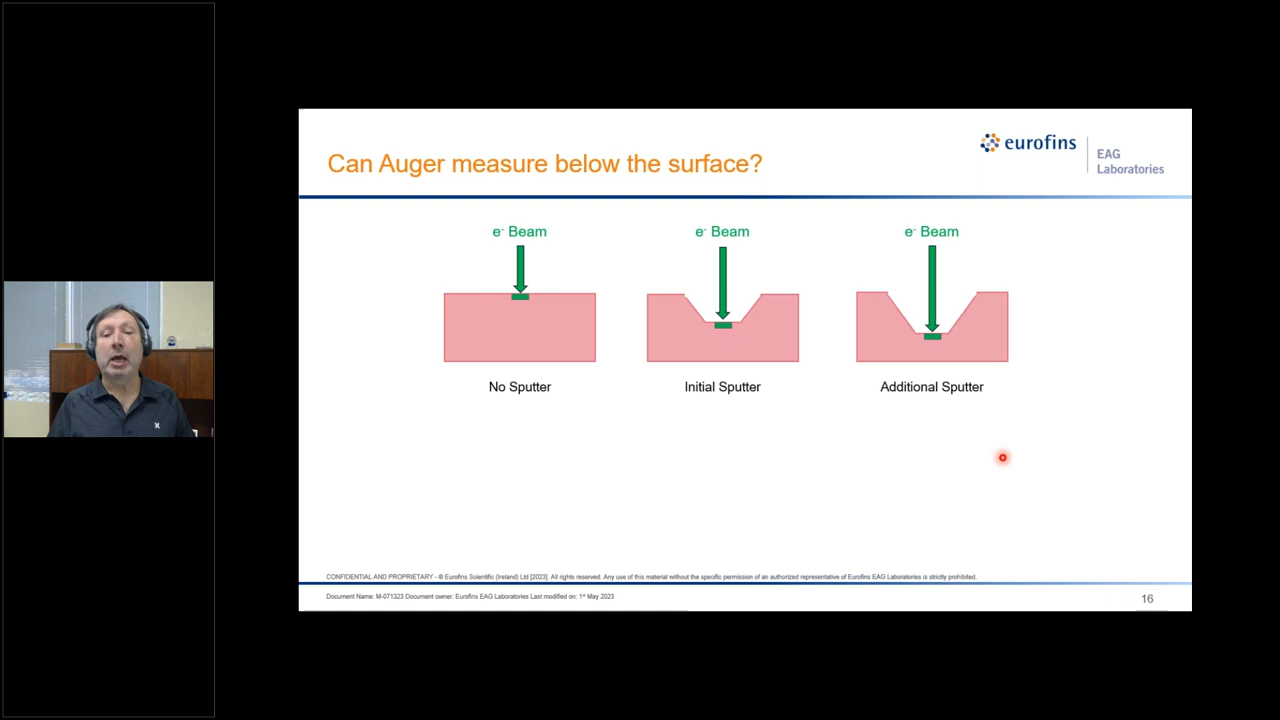 eurofins
EAG
Laboratories
Can Auger measure below the surface?
e- Beam
e- Beam
e- Beam
No Sputter
Initial Sputter
Additional Sputter
CONFIDENTIAL AND PROPRIETARY - © Eurofins Scientific (Ireland) Ltd [2023]. All rights reserved. Any use of this material without the specific permission of an authorized representative of Eurofins EAG Laboratories is strictly prohibited.
Document Name: M-071323 Document owner: Eurofins EAG Laboratories Last modified on: 1st May 2023
16